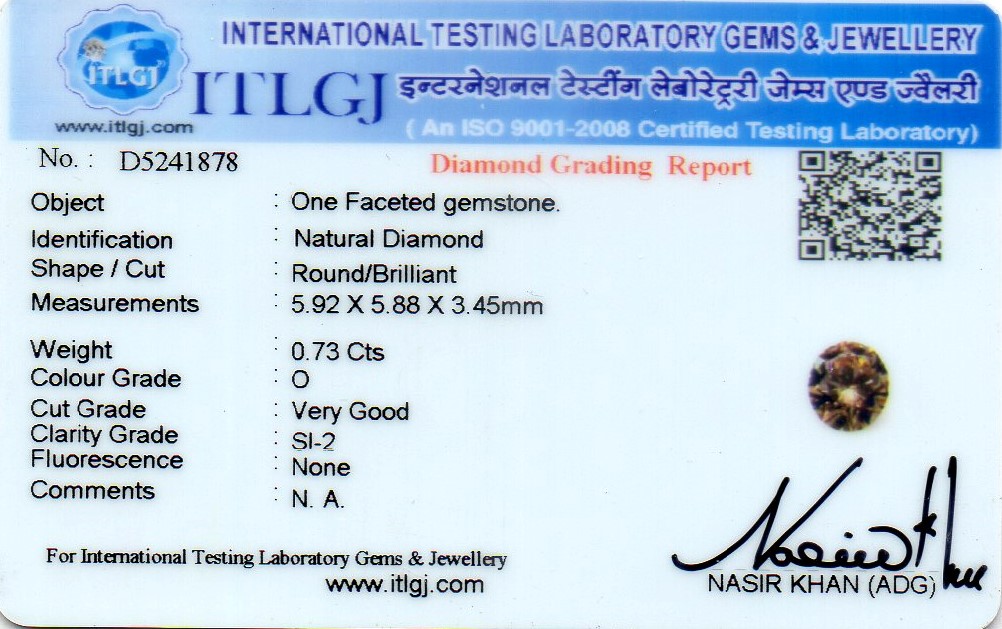 INTERNATIONAL TESTING LABORATORY GEMS & JEWELLERY
ITLGJ
ITLGJ इन्टरनेशनल टेस्टींग लेबोरेट्ररी जेम्स एण्ड ज्वैलरी
www.itlgj.com
( An ISO 9001-2008 Certified Testing Laboratory)
No. : D5241878
Diamond Grading Report
Object : One Faceted gemstone.
Identification : Natural Diamond
Shape / Cut : Round/Brilliant
Measurements : 5.92 X 5.88 X 3.45mm
Weight : 0.73 Cts
Colour Grade : O
Cut Grade : Very Good
Clarity Grade : SI-2
Fluorescence : None
Comments : N. A.
For International Testing Laboratory Gems & Jewellery
www.itlgj.com
NASIR KHAN (ADG)